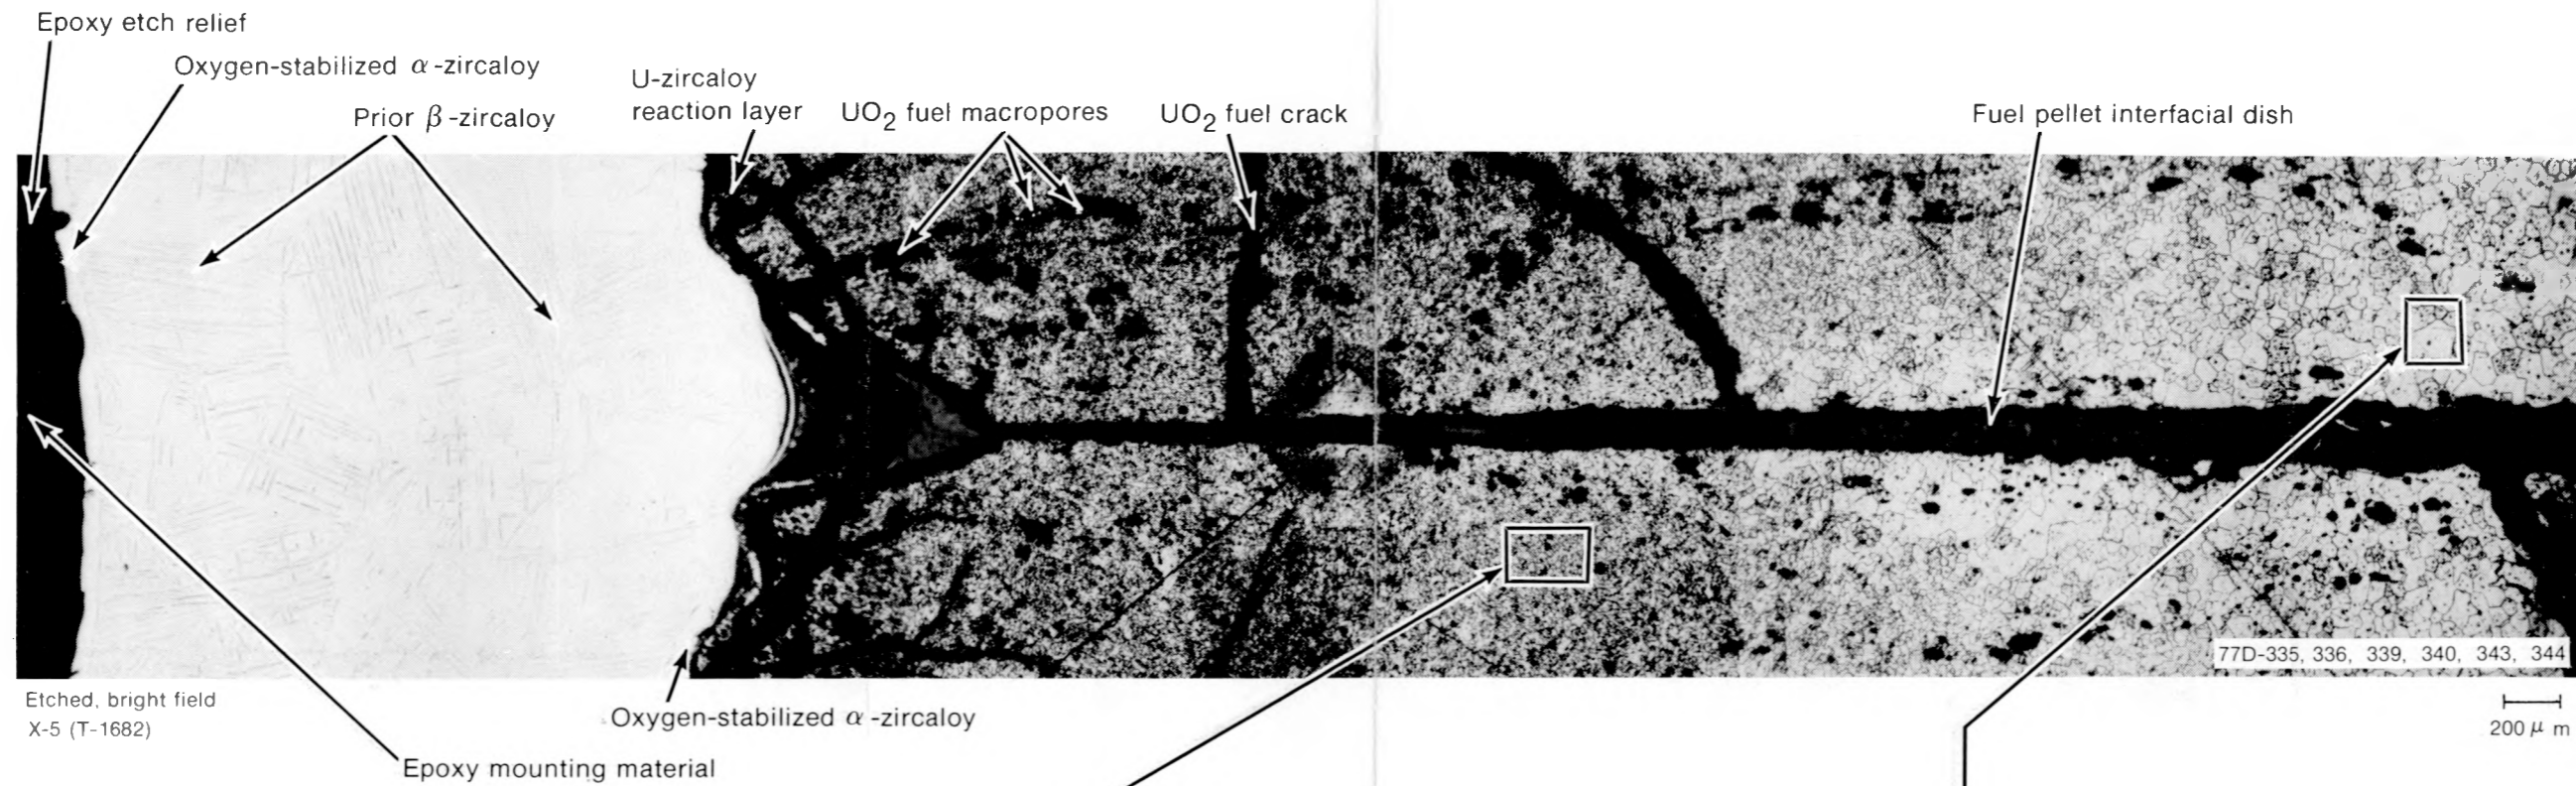 Epoxy etch relief
Oxygen-stabilized α-zircaloy
Prior β-zircaloy
U-zircaloy
reaction layer
UO₂ fuel macropores
UO₂ fuel crack
Fuel pellet interfacial dish
77D-335, 336, 339, 340, 343, 344
Etched, bright field
X-5 (T-1682)
Oxygen-stabilized α-zircaloy
200 μm
Epoxy mounting material